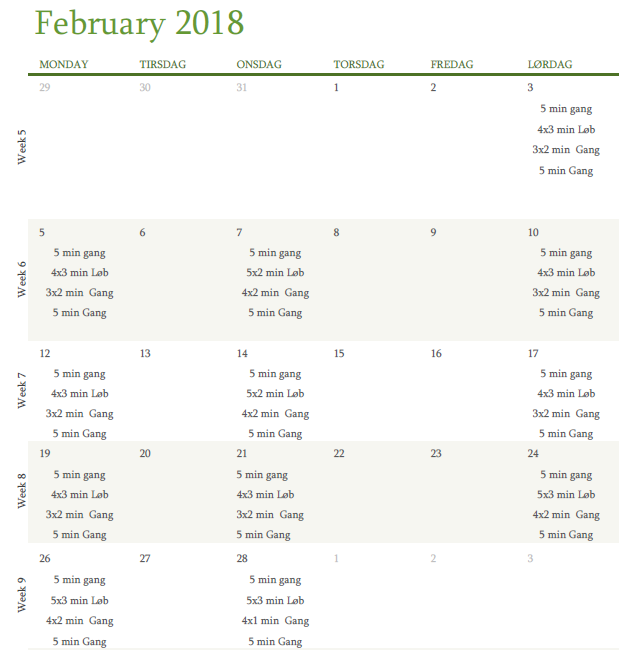 February 2018
MONDAY TIRSDAG ONSDAG TORSDAG FREDAG LØRDAG
Week 5
29 30 31 1 2 3
5 min gang
4x3 min Løb
3x2 min Gang
5 min Gang
Week 6
5 6 7 8 9 10
5 min gang 5 min gang 5 min gang
4x3 min Løb 5x2 min Løb 4x3 min Løb
3x2 min Gang 4x2 min Gang 3x2 min Gang
5 min Gang 5 min Gang 5 min Gang
Week 7
12 13 14 15 16 17
5 min gang 5 min gang 5 min gang
4x3 min Løb 5x2 min Løb 4x3 min Løb
3x2 min Gang 4x2 min Gang 3x2 min Gang
5 min Gang 5 min Gang 5 min Gang
Week 8
19 20 21 22 23 24
5 min gang 5 min gang 5 min gang
4x3 min Løb 4x3 min Løb 5x3 min Løb
3x2 min Gang 3x2 min Gang 4x2 min Gang
5 min Gang 5 min Gang 5 min Gang
Week 9
26 27 28 1 2 3
5 min gang 5 min gang
5x3 min Løb 5x3 min Løb
4x2 min Gang 4x1 min Gang
5 min Gang 5 min Gang